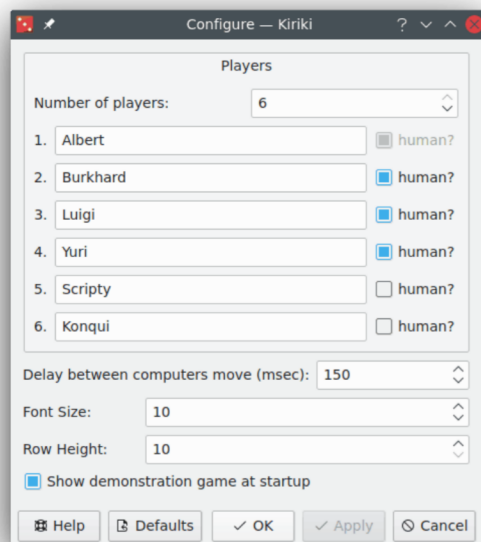 Configure — Kiriki
Players
Number of players: 6
1. Albert human?
2. Burkhard human?
3. Luigi human?
4. Yuri human?
5. Scripty human?
6. Konqui human?
Delay between computers move (msec): 150
Font Size: 10
Row Height: 10
Show demonstration game at startup
Help Defaults OK Apply Cancel